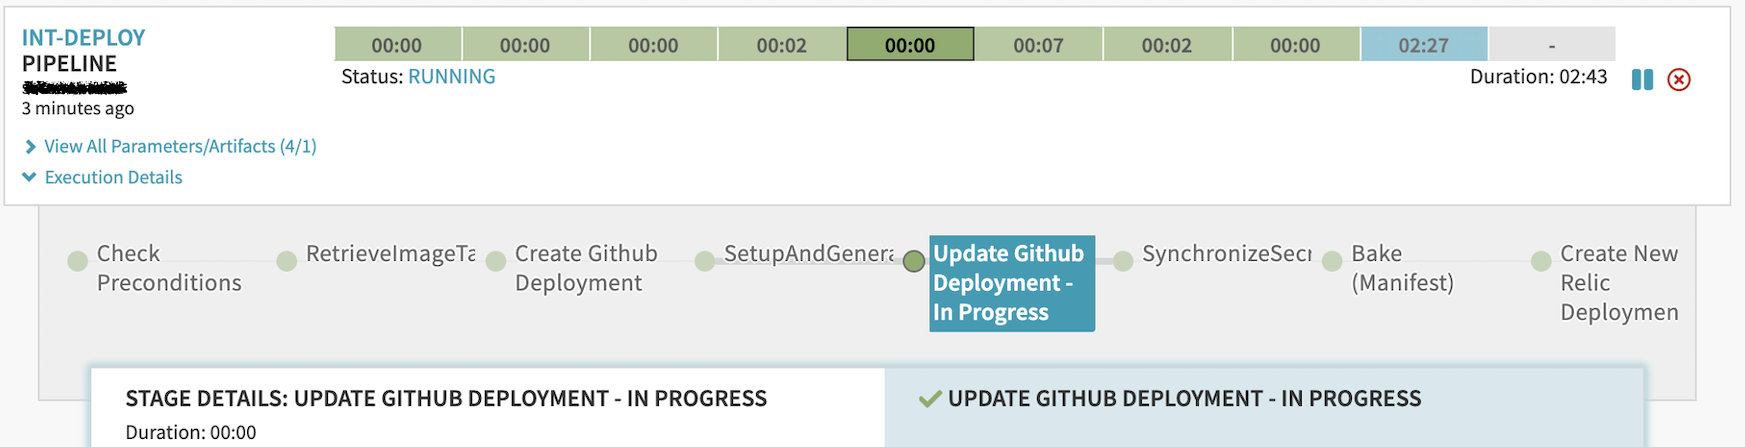 INT-DEPLOY
PIPELINE
3 minutes ago
00:00 00:00 00:00 00:02 00:00 00:07 00:02 00:00 02:27 -
Status: RUNNING
Duration: 02:43
View All Parameters/Artifacts (4/1)
Execution Details
Check
Preconditions
RetrieveImageTa
Create Github
Deployment
SetupAndGenera
Update Github
Deployment -
In Progress
SynchronizeSecr
Bake
(Manifest)
Create New
Relic
Deploymen
STAGE DETAILS: UPDATE GITHUB DEPLOYMENT - IN PROGRESS
Duration: 00:00
UPDATE GITHUB DEPLOYMENT - IN PROGRESS